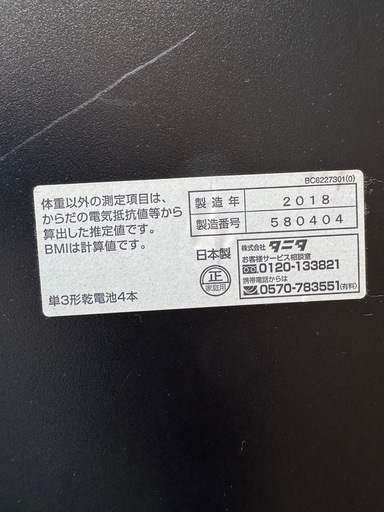 BC6227301(0)
体重以外の測定項目は、
からだの電気抵抗値等から
算出した推定値です。
BMIは計算値です。
単3形乾電池4本
製造年 2018
製造番号 580404
日本製
正
家庭用
株式会社 タニタ
お客様サービス相談室
0120-133821
携帯電話からは
0570-783551(有料)